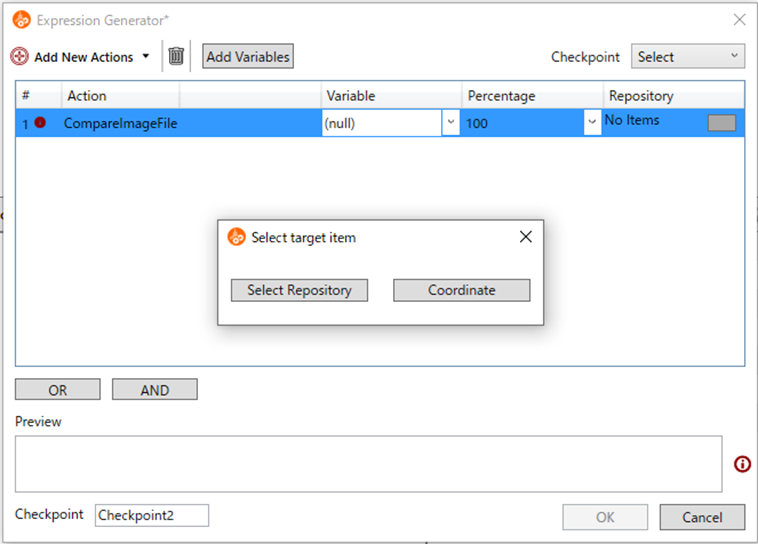 Expression Generator*
Add New Actions Add Variables Checkpoint Select
# Action Variable Percentage Repository
1 CompareImageFile (null) 100 No Items
Select target item
Select Repository Coordinate
OR AND
Preview
Checkpoint Checkpoint2 OK Cancel